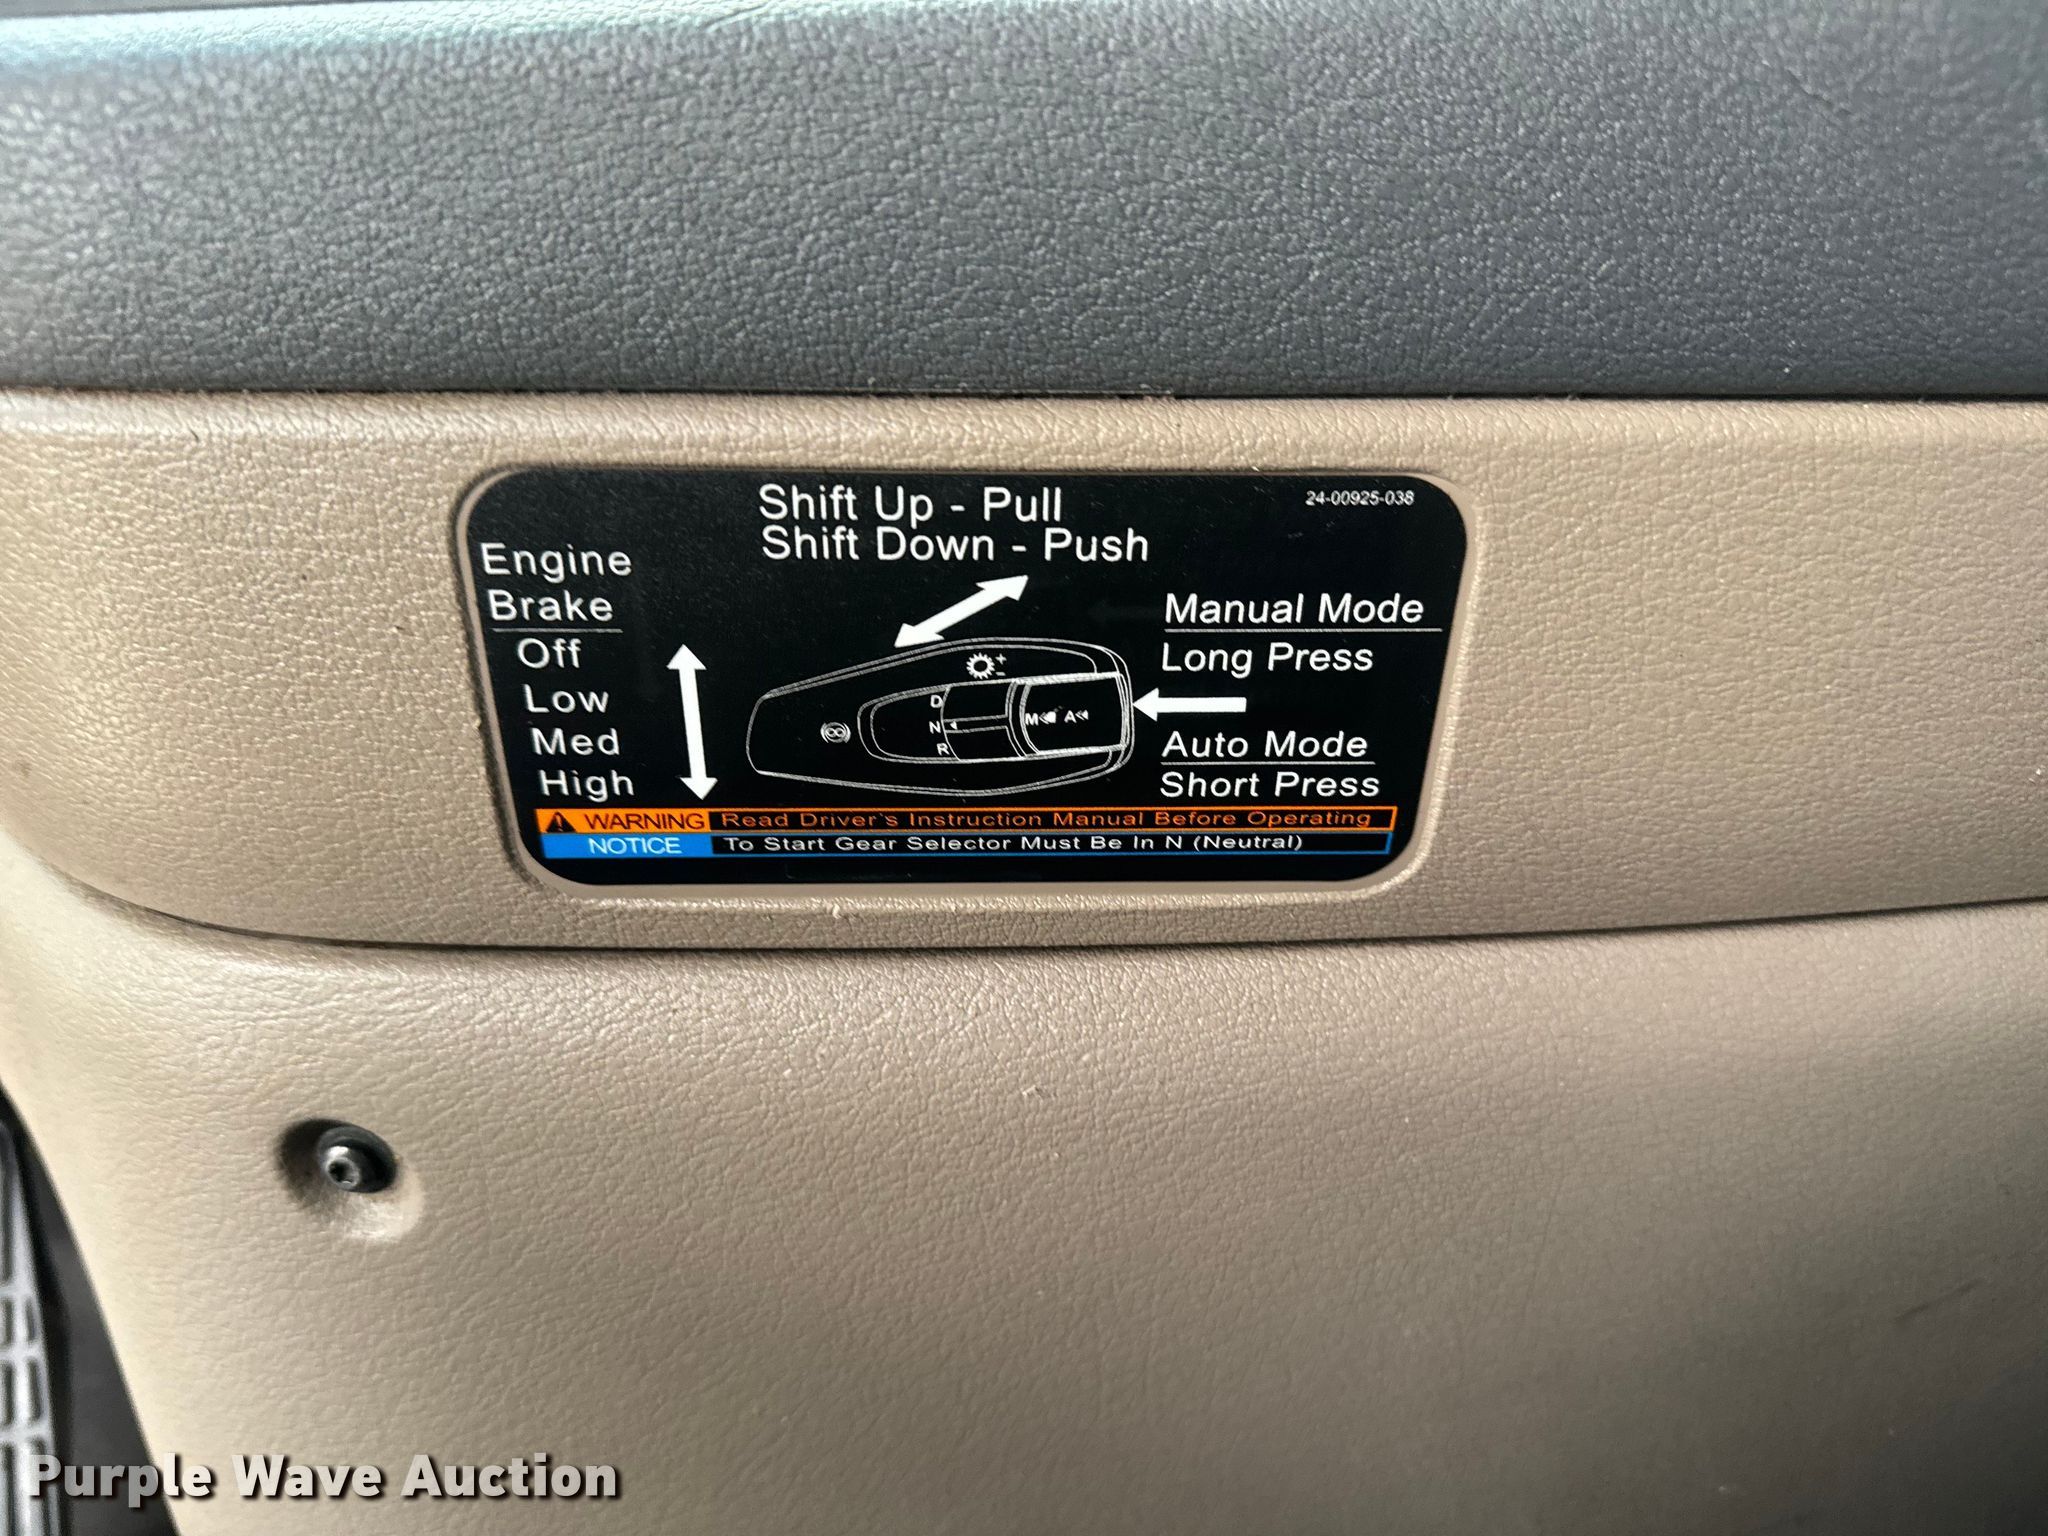 Shift Up - Pull
Shift Down - Push
24-00925-038
Engine
Brake
Off
Low
Med
High
Manual Mode
Long Press
Auto Mode
Short Press
+
-
D
N
R
M A
WARNING Read Driver's Instruction Manual Before Operating
NOTICE To Start Gear Selector Must Be In N (Neutral)
Purple Wave Auction